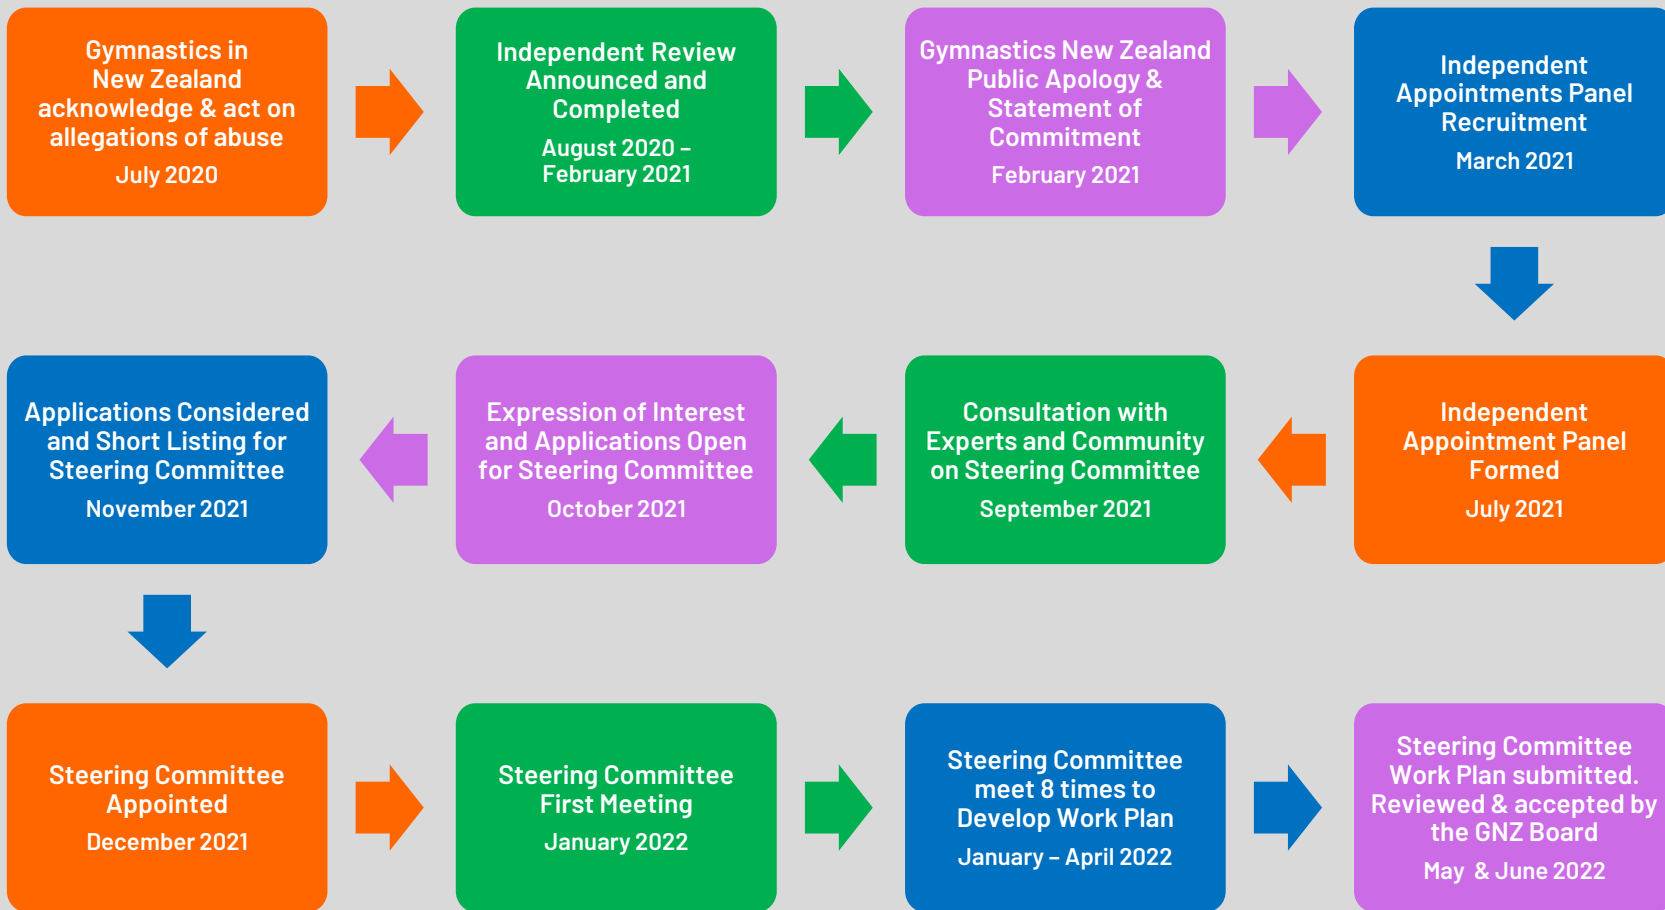 Gymnastics in
New Zealand
acknowledge & act on
allegations of abuse
July 2020
Independent Review
Announced and
Completed
August 2020 –
February 2021
Gymnastics New Zealand
Public Apology &
Statement of
Commitment
February 2021
Independent
Appointments Panel
Recruitment
March 2021
Independent
Appointment Panel
Formed
July 2021
Consultation with
Experts and Community
on Steering Committee
September 2021
Expression of Interest
and Applications Open
for Steering Committee
October 2021
Applications Considered
and Short Listing for
Steering Committee
November 2021
Steering Committee
Appointed
December 2021
Steering Committee
First Meeting
January 2022
Steering Committee
meet 8 times to
Develop Work Plan
January – April 2022
Steering Committee
Work Plan submitted.
Reviewed & accepted by
the GNZ Board
May & June 2022